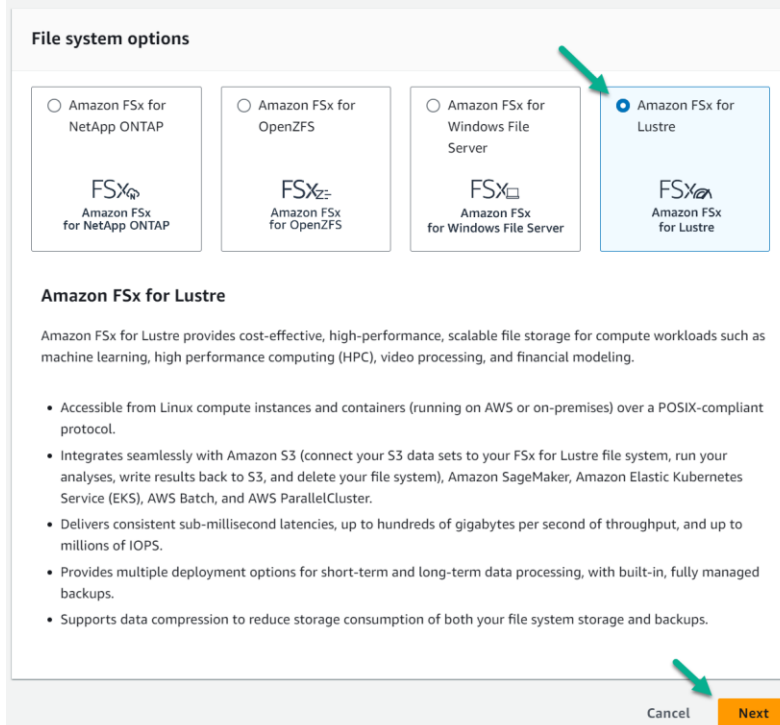 File system options
Amazon FSx for
NetApp ONTAP
FSx
Amazon FSx
for NetApp ONTAP
Amazon FSx for
OpenZFS
FSxZ
Amazon FSx
for OpenZFS
Amazon FSx for
Windows File
Server
FSx
Amazon FSx
for Windows File Server
Amazon FSx for
Lustre
FSx
Amazon FSx
for Lustre
Amazon FSx for Lustre
Amazon FSx for Lustre provides cost-effective, high-performance, scalable file storage for compute workloads such as
machine learning, high performance computing (HPC), video processing, and financial modeling.
• Accessible from Linux compute instances and containers (running on AWS or on-premises) over a POSIX-compliant
protocol.
• Integrates seamlessly with Amazon S3 (connect your S3 data sets to your FSx for Lustre file system, run your
analyses, write results back to S3, and delete your file system), Amazon SageMaker, Amazon Elastic Kubernetes
Service (EKS), AWS Batch, and AWS ParallelCluster.
• Delivers consistent sub-millisecond latencies, up to hundreds of gigabytes per second of throughput, and up to
millions of IOPS.
• Provides multiple deployment options for short-term and long-term data processing, with built-in, fully managed
backups.
• Supports data compression to reduce storage consumption of both your file system storage and backups.
Cancel
Next